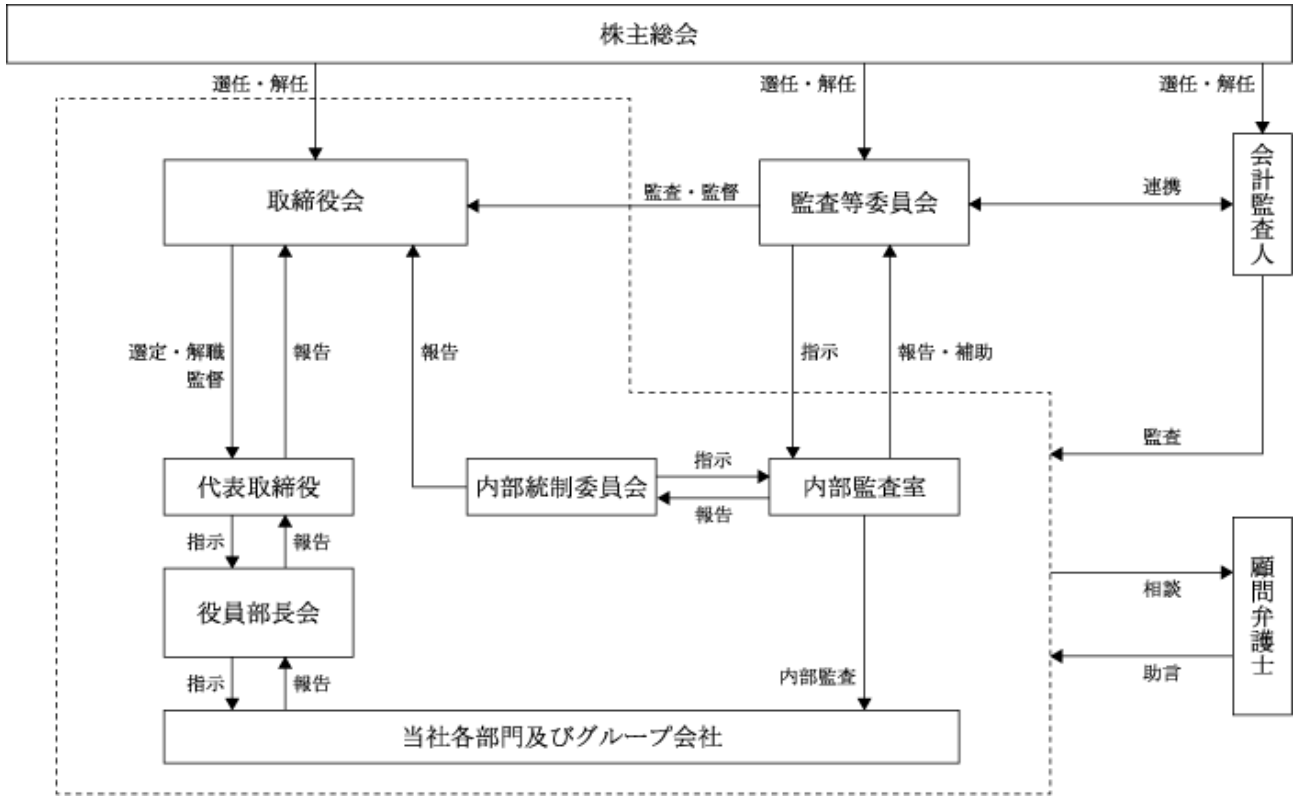 株主総会
選任・解任
選任・解任
選任・解任
取締役会
監査・監督
監査等委員会
連携
会計監査人
選定・解職
監督
報告
報告
指示
報告・補助
監査
代表取締役
内部統制委員会
指示
報告
内部監査室
指示
報告
役員部長会
相談
助言
顧問弁護士
指示
報告
内部監査
当社各部門及びグループ会社